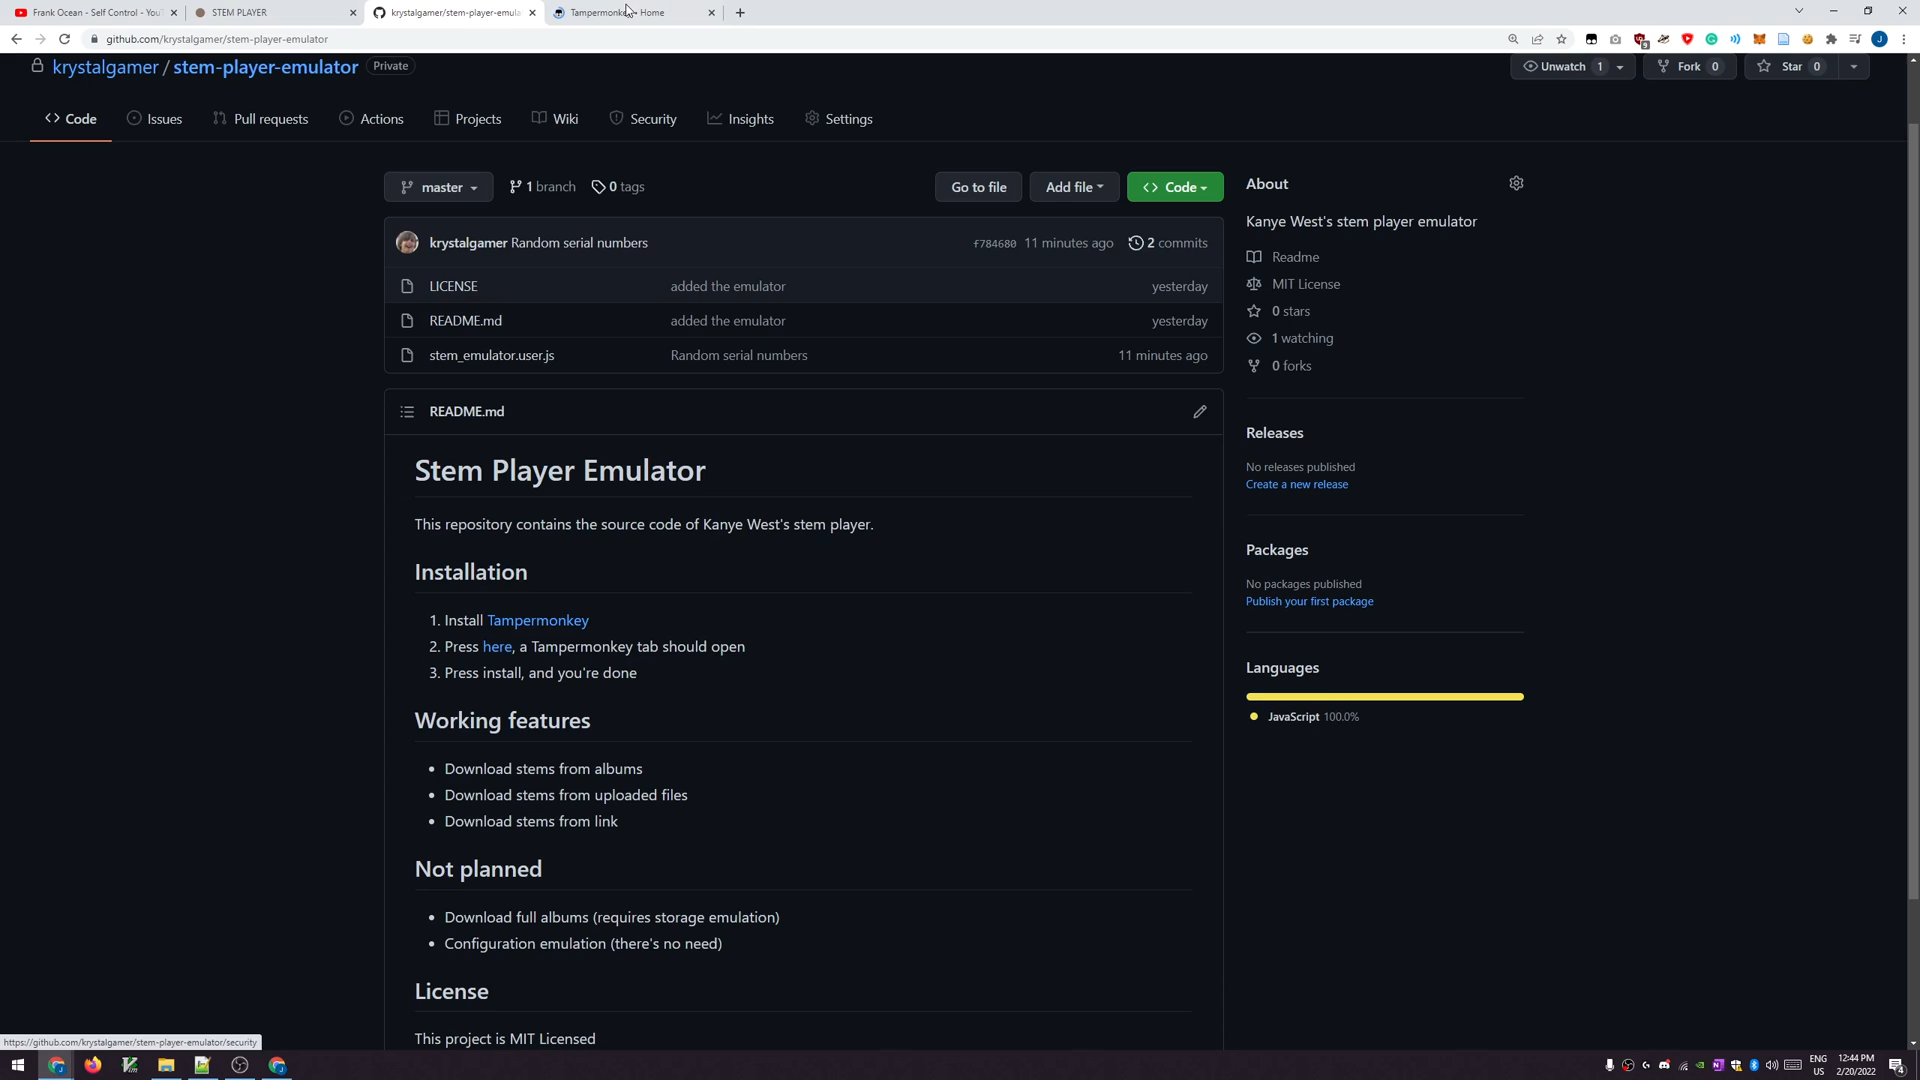 Frank Ocean - Self Control - You
STEM PLAYER
krystalgamer/stem-player-emula
Tampermonkey - Home
github.com/krystalgamer/stem-player-emulator
krystalgamer / stem-player-emulator Private
Unwatch 1
Fork 0
Star 0
Code
Issues
Pull requests
Actions
Projects
Wiki
Security
Insights
Settings
master
1 branch
0 tags
Go to file
Add file
Code
krystalgamer Random serial numbers
f784680 11 minutes ago
2 commits
LICENSE added the emulator yesterday
README.md added the emulator yesterday
stem_emulator.user.js Random serial numbers 11 minutes ago
README.md
Stem Player Emulator
This repository contains the source code of Kanye West's stem player.
Installation
1. Install Tampermonkey
2. Press here, a Tampermonkey tab should open
3. Press install, and you're done
Working features
• Download stems from albums
• Download stems from uploaded files
• Download stems from link
Not planned
• Download full albums (requires storage emulation)
• Configuration emulation (there's no need)
License
This project is MIT Licensed
About
Kanye West's stem player emulator
Readme
MIT License
0 stars
1 watching
0 forks
Releases
No releases published
Create a new release
Packages
No packages published
Publish your first package
Languages
JavaScript 100.0%
https://github.com/krystalgamer/stem-player-emulator/security
ENG
US
12:44 PM
2/20/2022